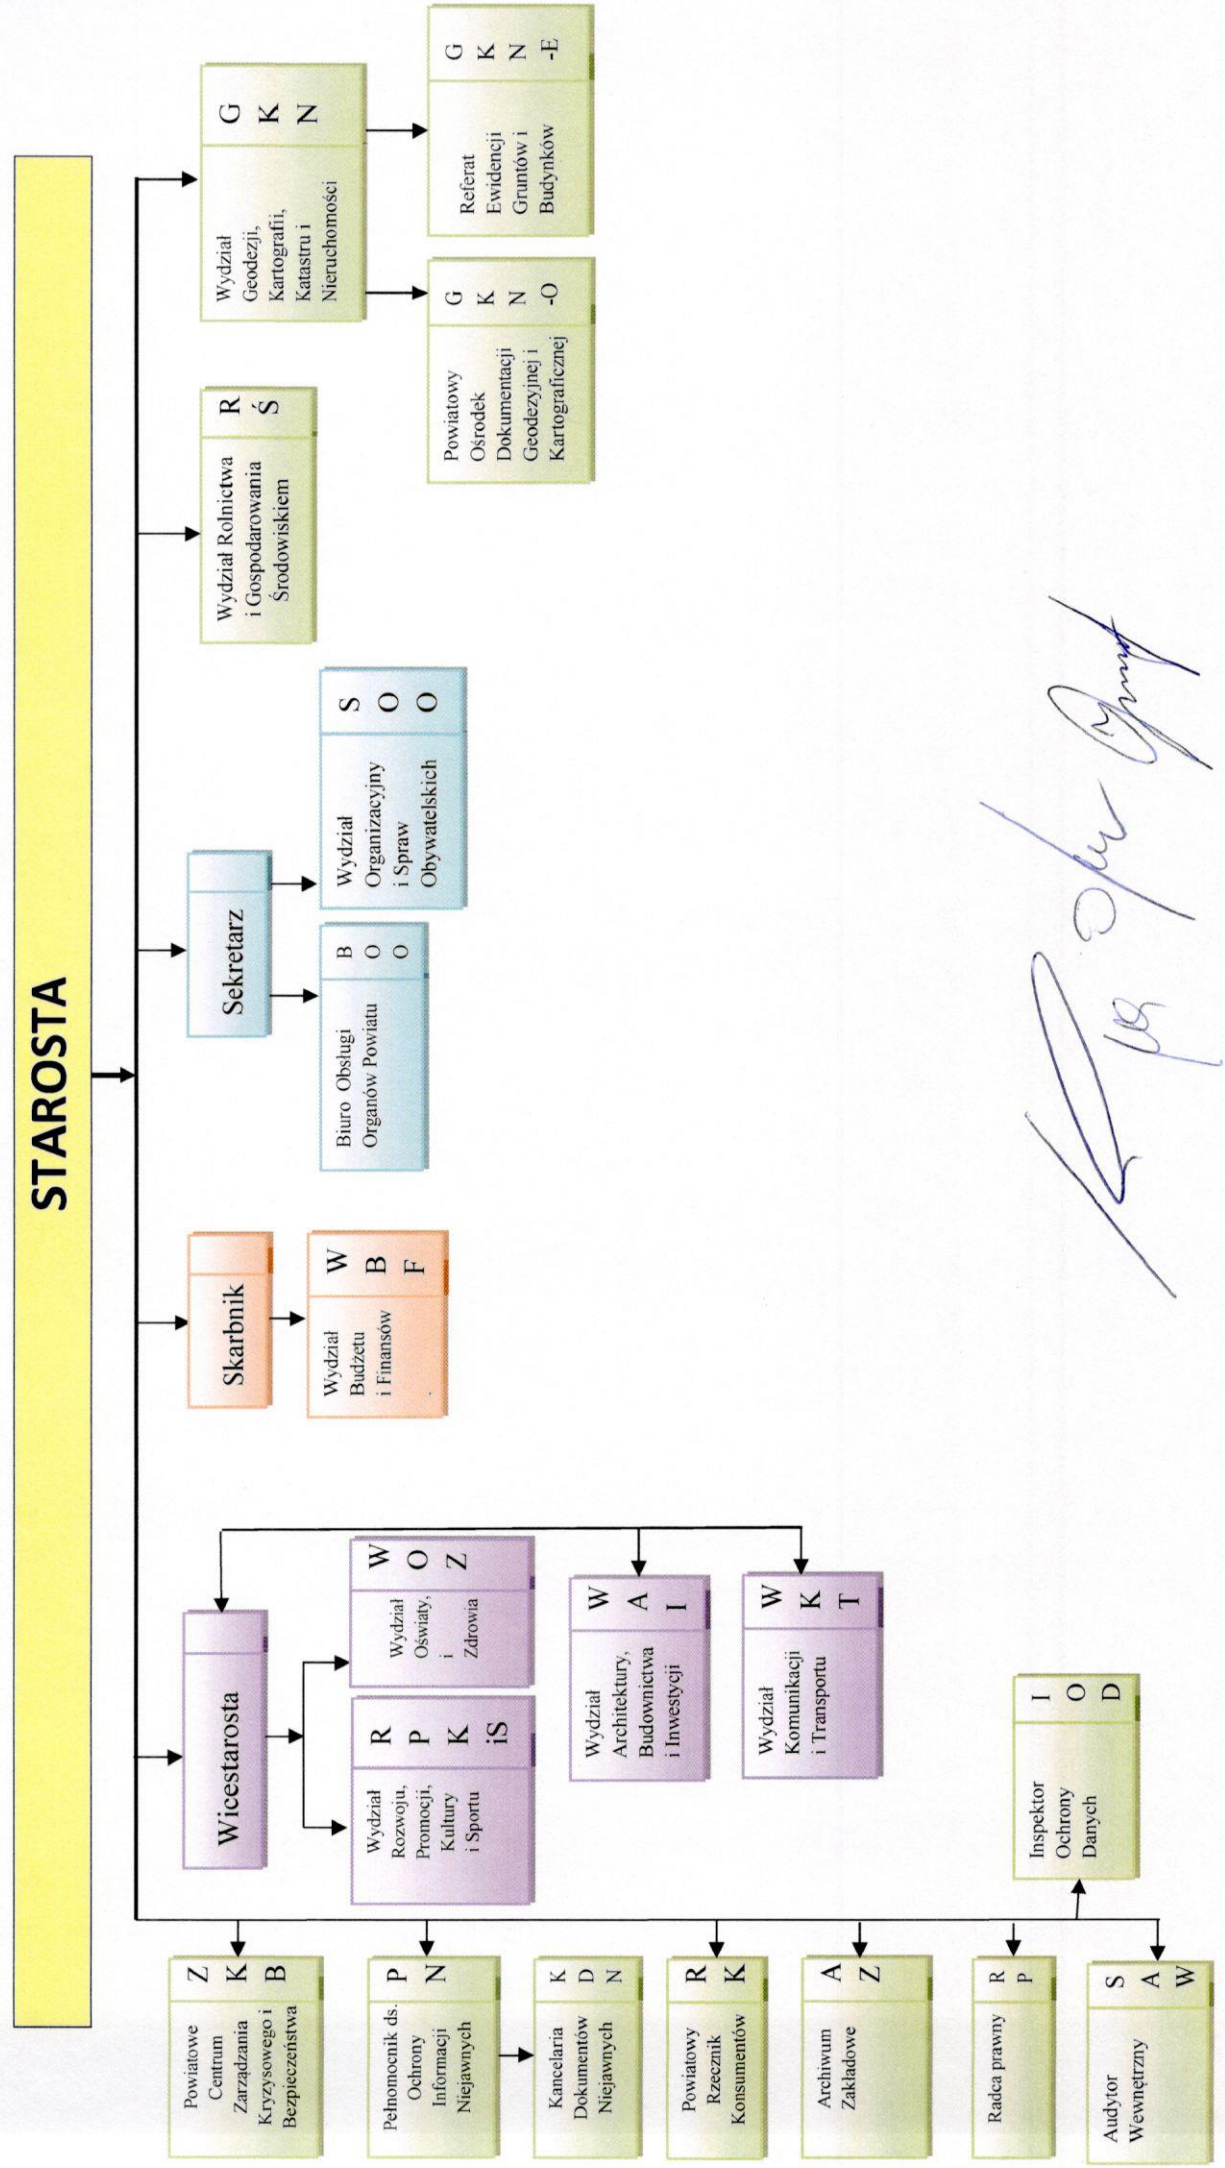 STAROSTA
Powiatowe
Centrum
Zarządzania
Kryzysowego i
Bezpieczeństwa
Z
K
B
Pełnomocnik ds.
Ochrony
Informacji
Niejawnych
P
N
Kancelaria
Dokumentów
Niejawnych
K
D
N
Powiatowy
Rzecznik
Konsumentów
R
K
Archiwum
Zakładowe
A
Z
Radca prawny
R
P
Audytor
Wewnętrzny
S
A
W
Inspektor
Ochrony
Danych
I
O
D
Wicestarosta
Wydział
Rozwoju,
Promocji,
Kultury
i Sportu
R
P
K
iS
Wydział
Oświaty,
i
Zdrowia
W
O
Z
Wydział
Architektury,
Budownictwa
i Inwestycji
W
A
I
Wydział
Komunikacji
i Transportu
W
K
T
Skarbnik
Wydział
Budżetu
i Finansów
.
W
B
F
Sekretarz
Biuro Obsługi
Organów Powiatu
B
O
O
Wydział
Organizacyjny
i Spraw
Obywatelskich
S
O
O
Wydział Rolnictwa
i Gospodarowania
Środowiskiem
R
Ś
Wydział
Geodezji,
Kartografii,
Katastru i
Nieruchomości
G
K
N
Powiatowy
Ośrodek
Dokumentacji
Geodezyjnej i
Kartograficznej
G
K
N
-O
Referat
Ewidencji
Gruntów i
Budynków
G
K
N
-E